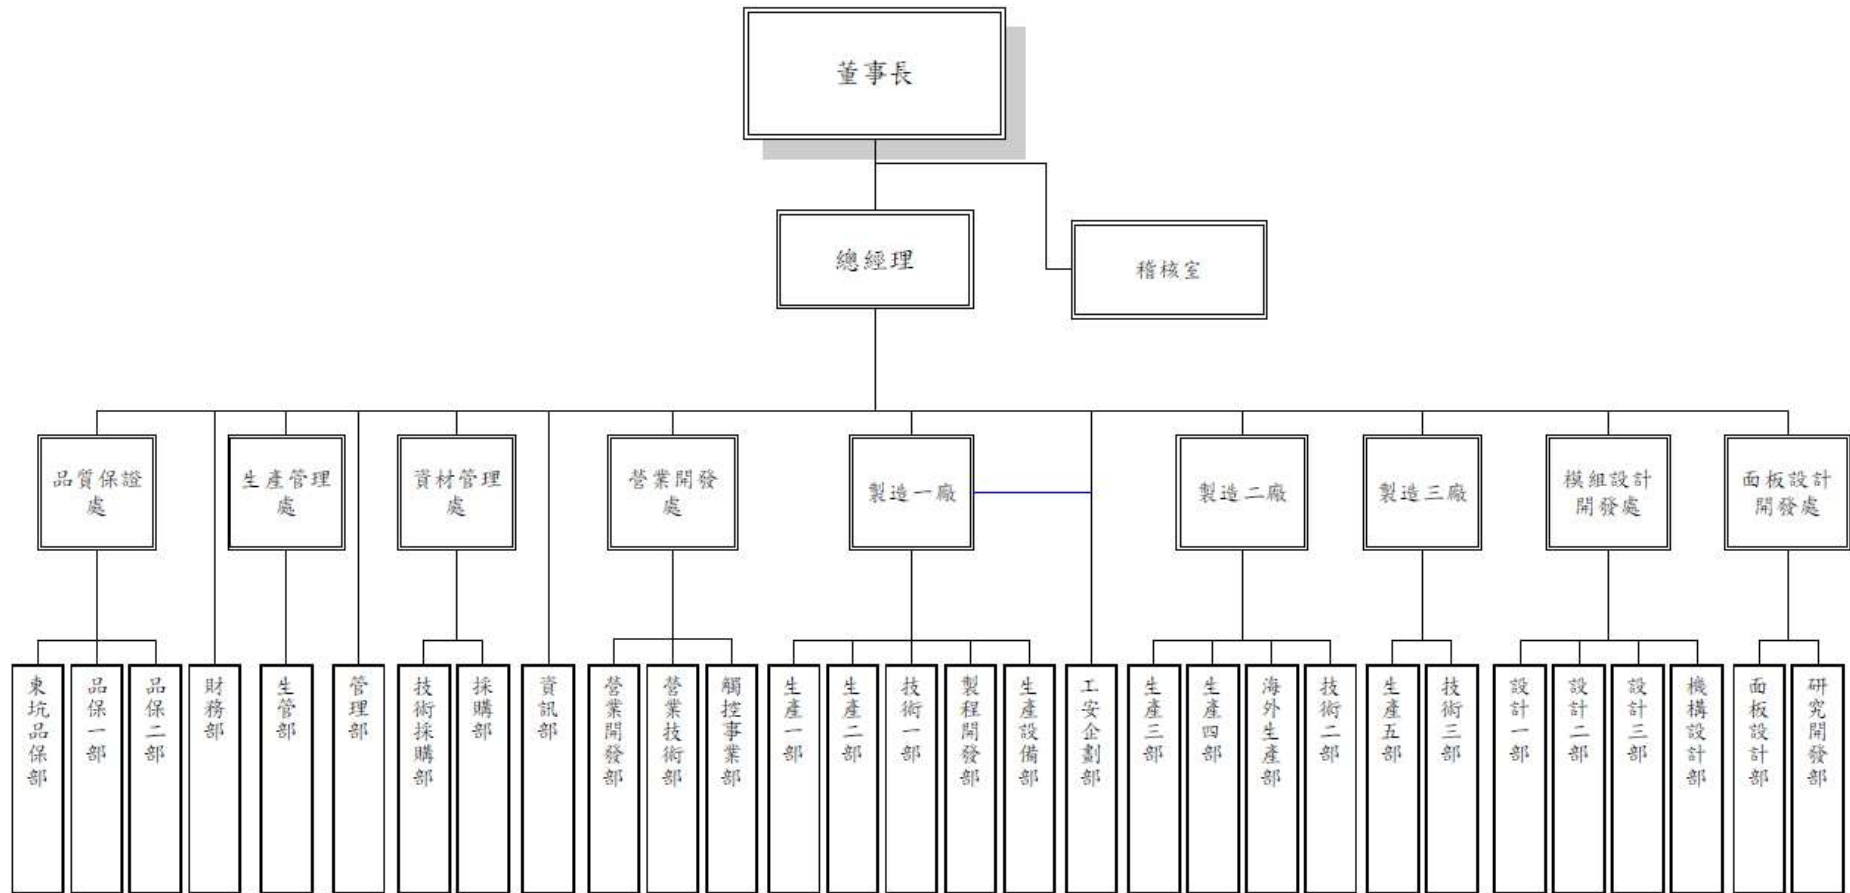 董事長
總經理
稽核室
品質保證
處
生產管理
處
資材管理
處
營業開發
處
製造一廠
製造二廠
製造三廠
模組設計
開發處
面板設計
開發處
東坑品保部
品保一部
品保二部
財務部
生管部
管理部
技術採購部
採購部
資訊部
營業開發部
營業技術部
觸控事業部
生產一部
生產二部
技術一部
製程開發部
生產設備部
工安企劃部
生產三部
生產四部
海外生產部
技術二部
生產五部
技術三部
設計一部
設計二部
設計三部
機構設計部
面板設計部
研究開發部